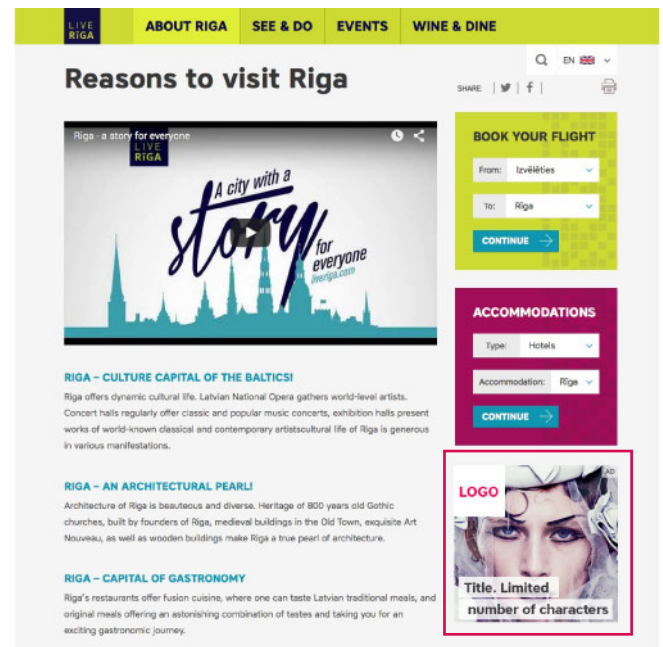 LIVE
RĪGA
ABOUT RIGA
SEE & DO
EVENTS
WINE & DINE
EN
Reasons to visit Riga
SHARE:
Riga - a story for everyone
LIVE
RĪGA
A city with a
story
for
everyone
liveriga.com
BOOK YOUR FLIGHT
From: Izvēlēties
To: Rīga
CONTINUE
ACCOMMODATIONS
Type: Hotels
Accommodation: Rīga
CONTINUE
RIGA – CULTURE CAPITAL OF THE BALTICS!
Riga offers dynamic cultural life. Latvian National Opera gathers world-level artists.
Concert halls regularly offer classic and popular music concerts, exhibition halls present
works of world-known classical and contemporary artistscultural life of Riga is generous
in various manifestations.
RIGA – AN ARCHITECTURAL PEARL!
Architecture of Riga is beauteous and diverse. Heritage of 800 years old Gothic
churches, built by founders of Riga, medieval buildings in the Old Town, exquisite Art
Nouveau, as well as wooden buildings make Riga a true pearl of architecture.
RIGA – CAPITAL OF GASTRONOMY
Riga's restaurants offer fusion cuisine, where one can taste Latvian traditional meals, and
original meals offering an astonishing combination of tastes and taking you for an
exciting gastronomic journey.
AD
LOGO
Title. Limited
number of characters